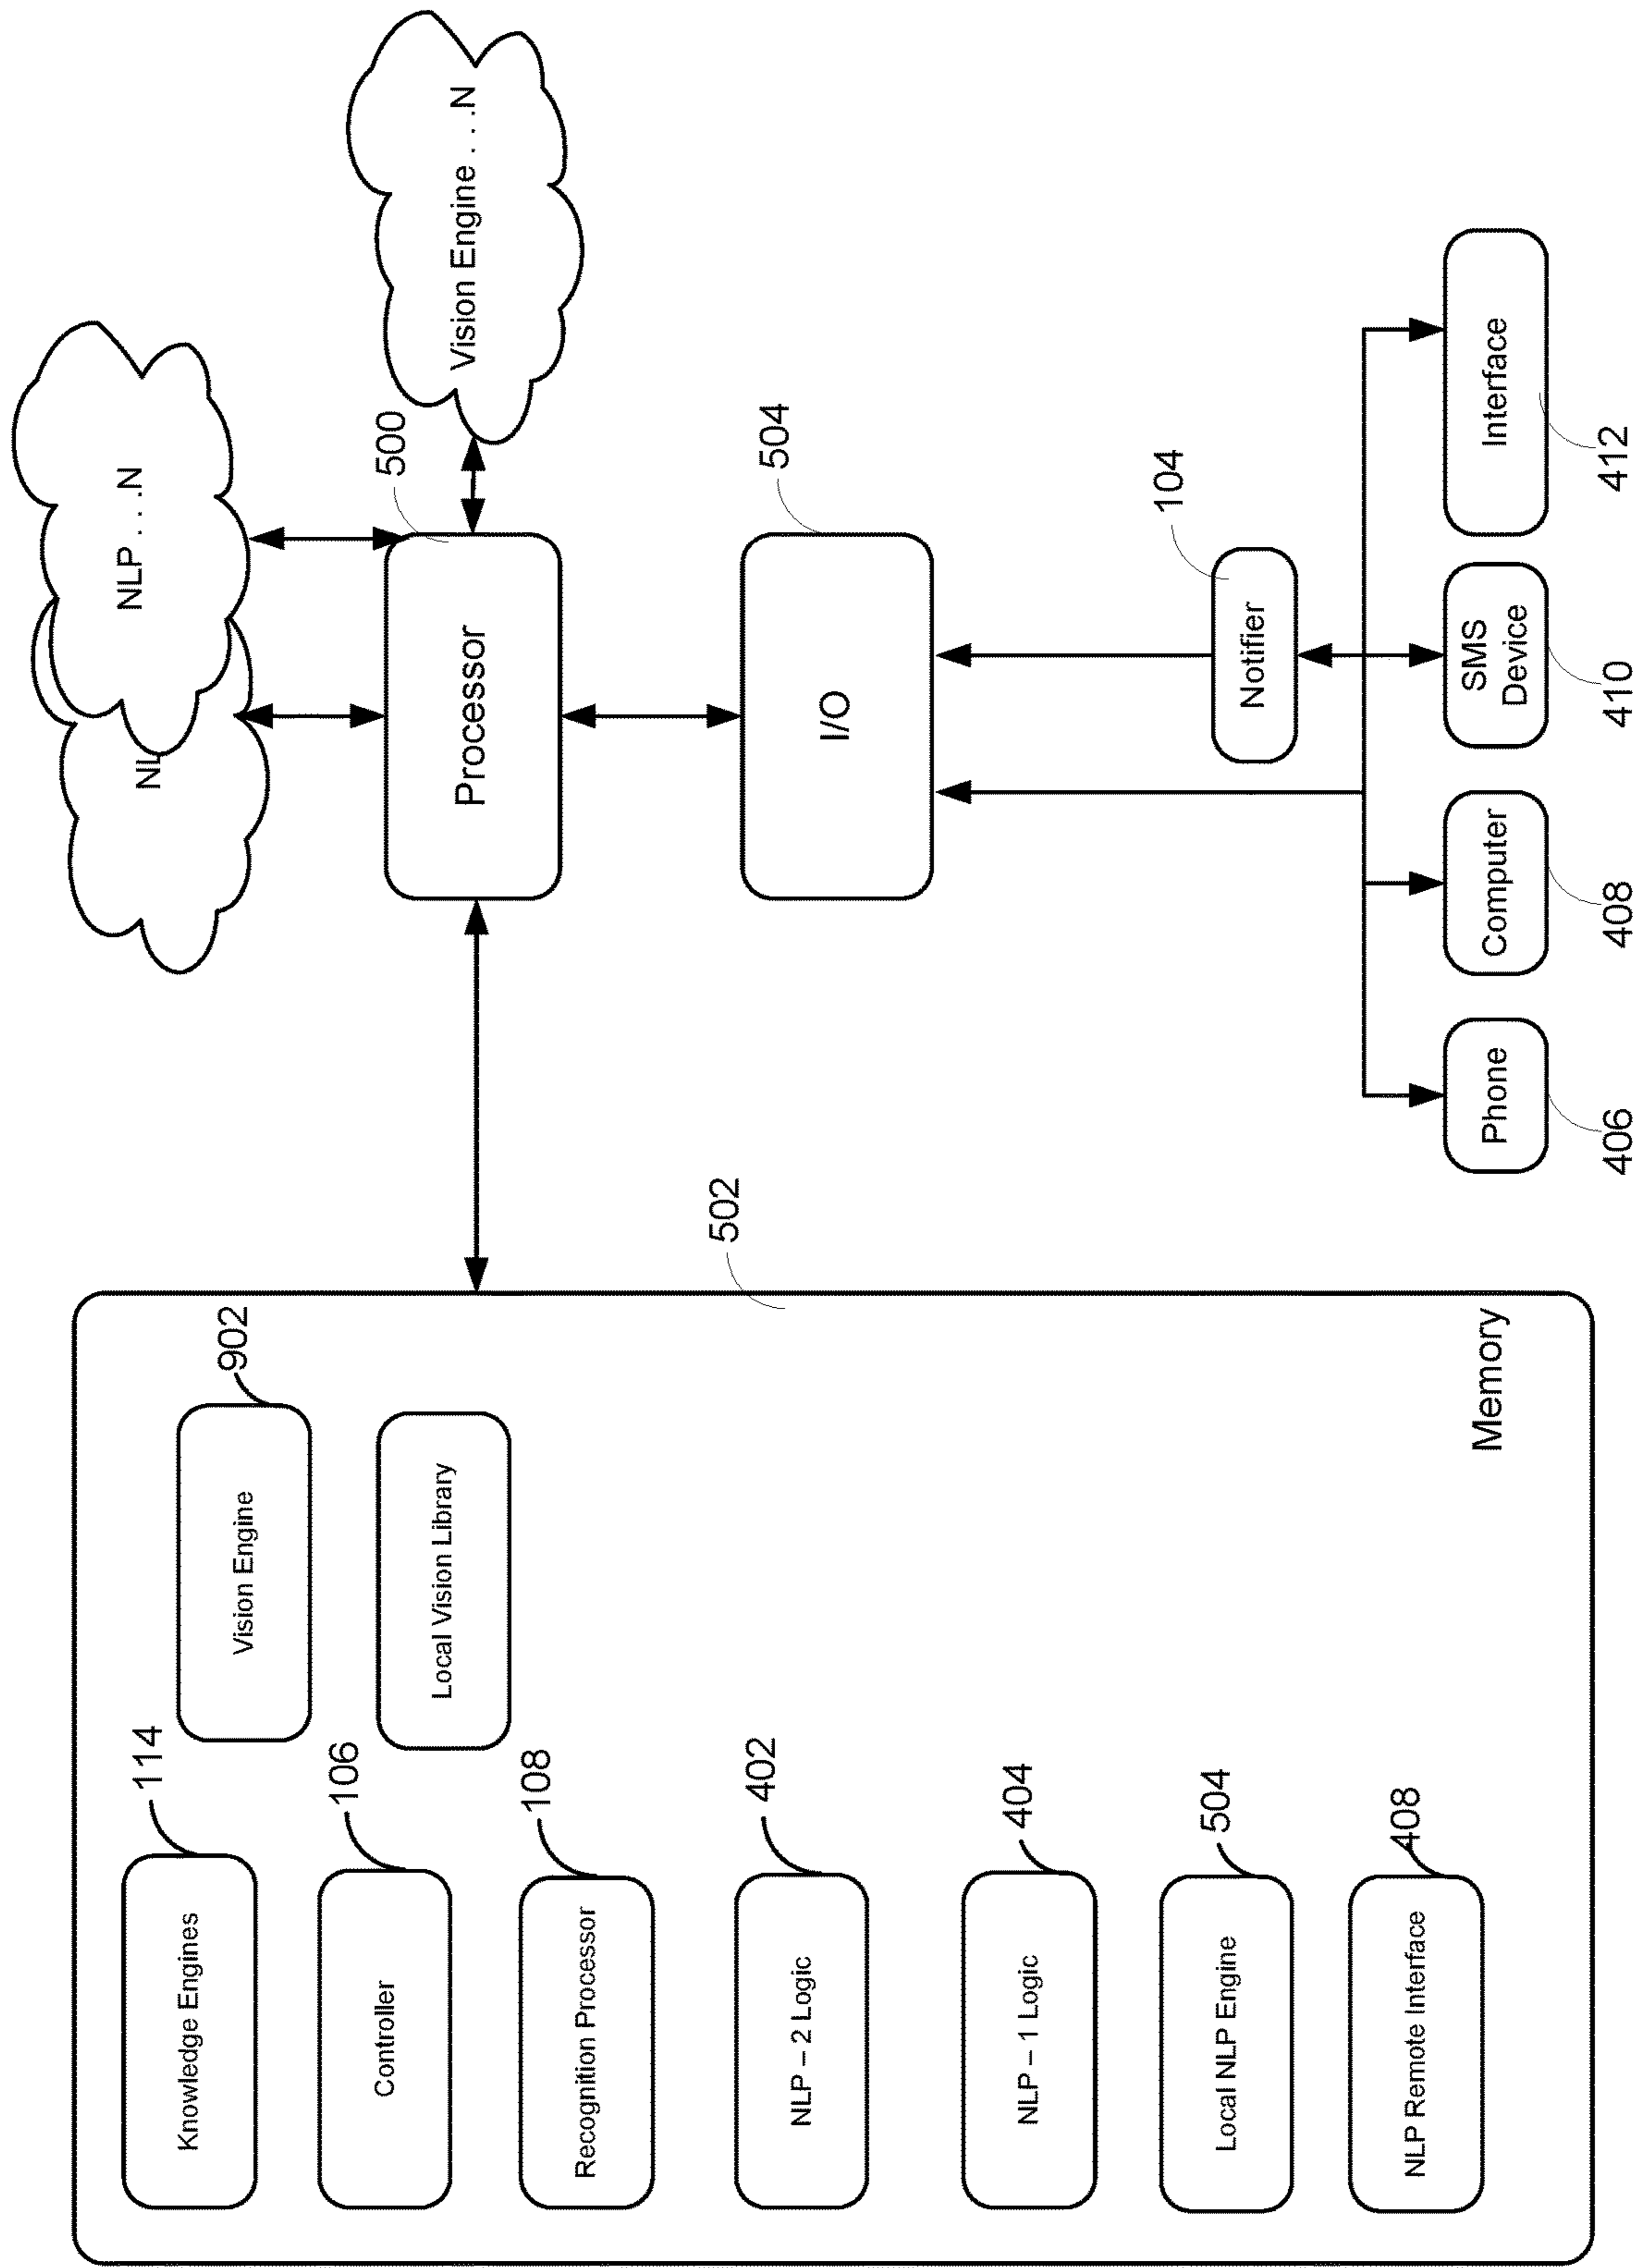 NLP . . .N
NL
Vision Engine . . .N
500
Processor
504
I/O
104
Notifier
Phone
406
Computer
408
SMS
Device
410
Interface
412
502
Memory
Knowledge Engines
114
Vision Engine
902
Controller
106
Local Vision Library
Recognition Processor
108
NLP – 2 Logic
402
NLP – 1 Logic
404
Local NLP Engine
504
NLP Remote Interface
408